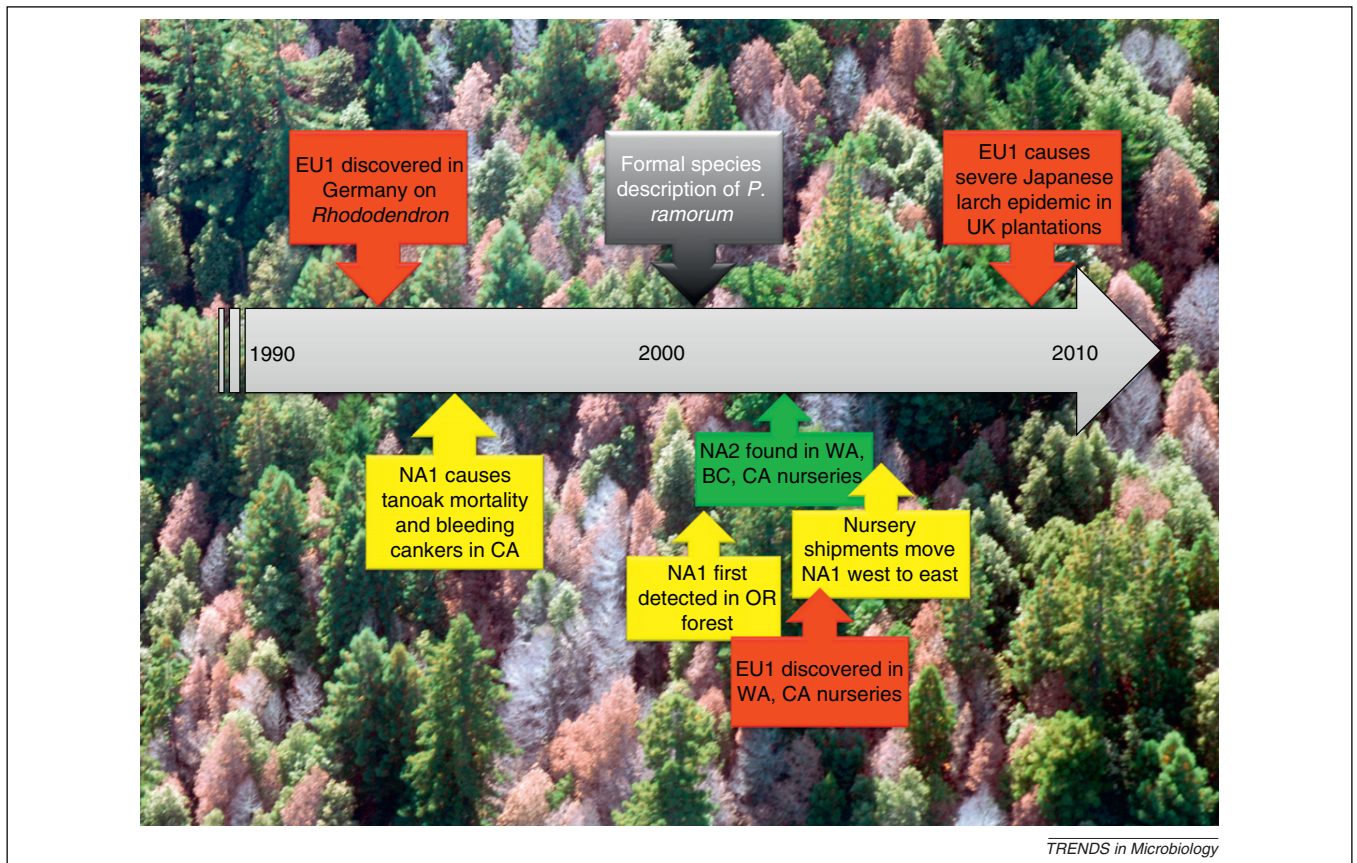 EU1 discovered in
Germany on
Rhododendron
Formal species
description of P.
ramorum
EU1 causes
severe Japanese
larch epidemic in
UK plantations
1990
2000
2010
NA1 causes
tanoak mortality
and bleeding
cankers in CA
NA2 found in WA,
BC, CA nurseries
NA1 first
detected in OR
forest
Nursery
shipments move
NA1 west to east
EU1 discovered in
WA, CA nurseries
TRENDS in Microbiology